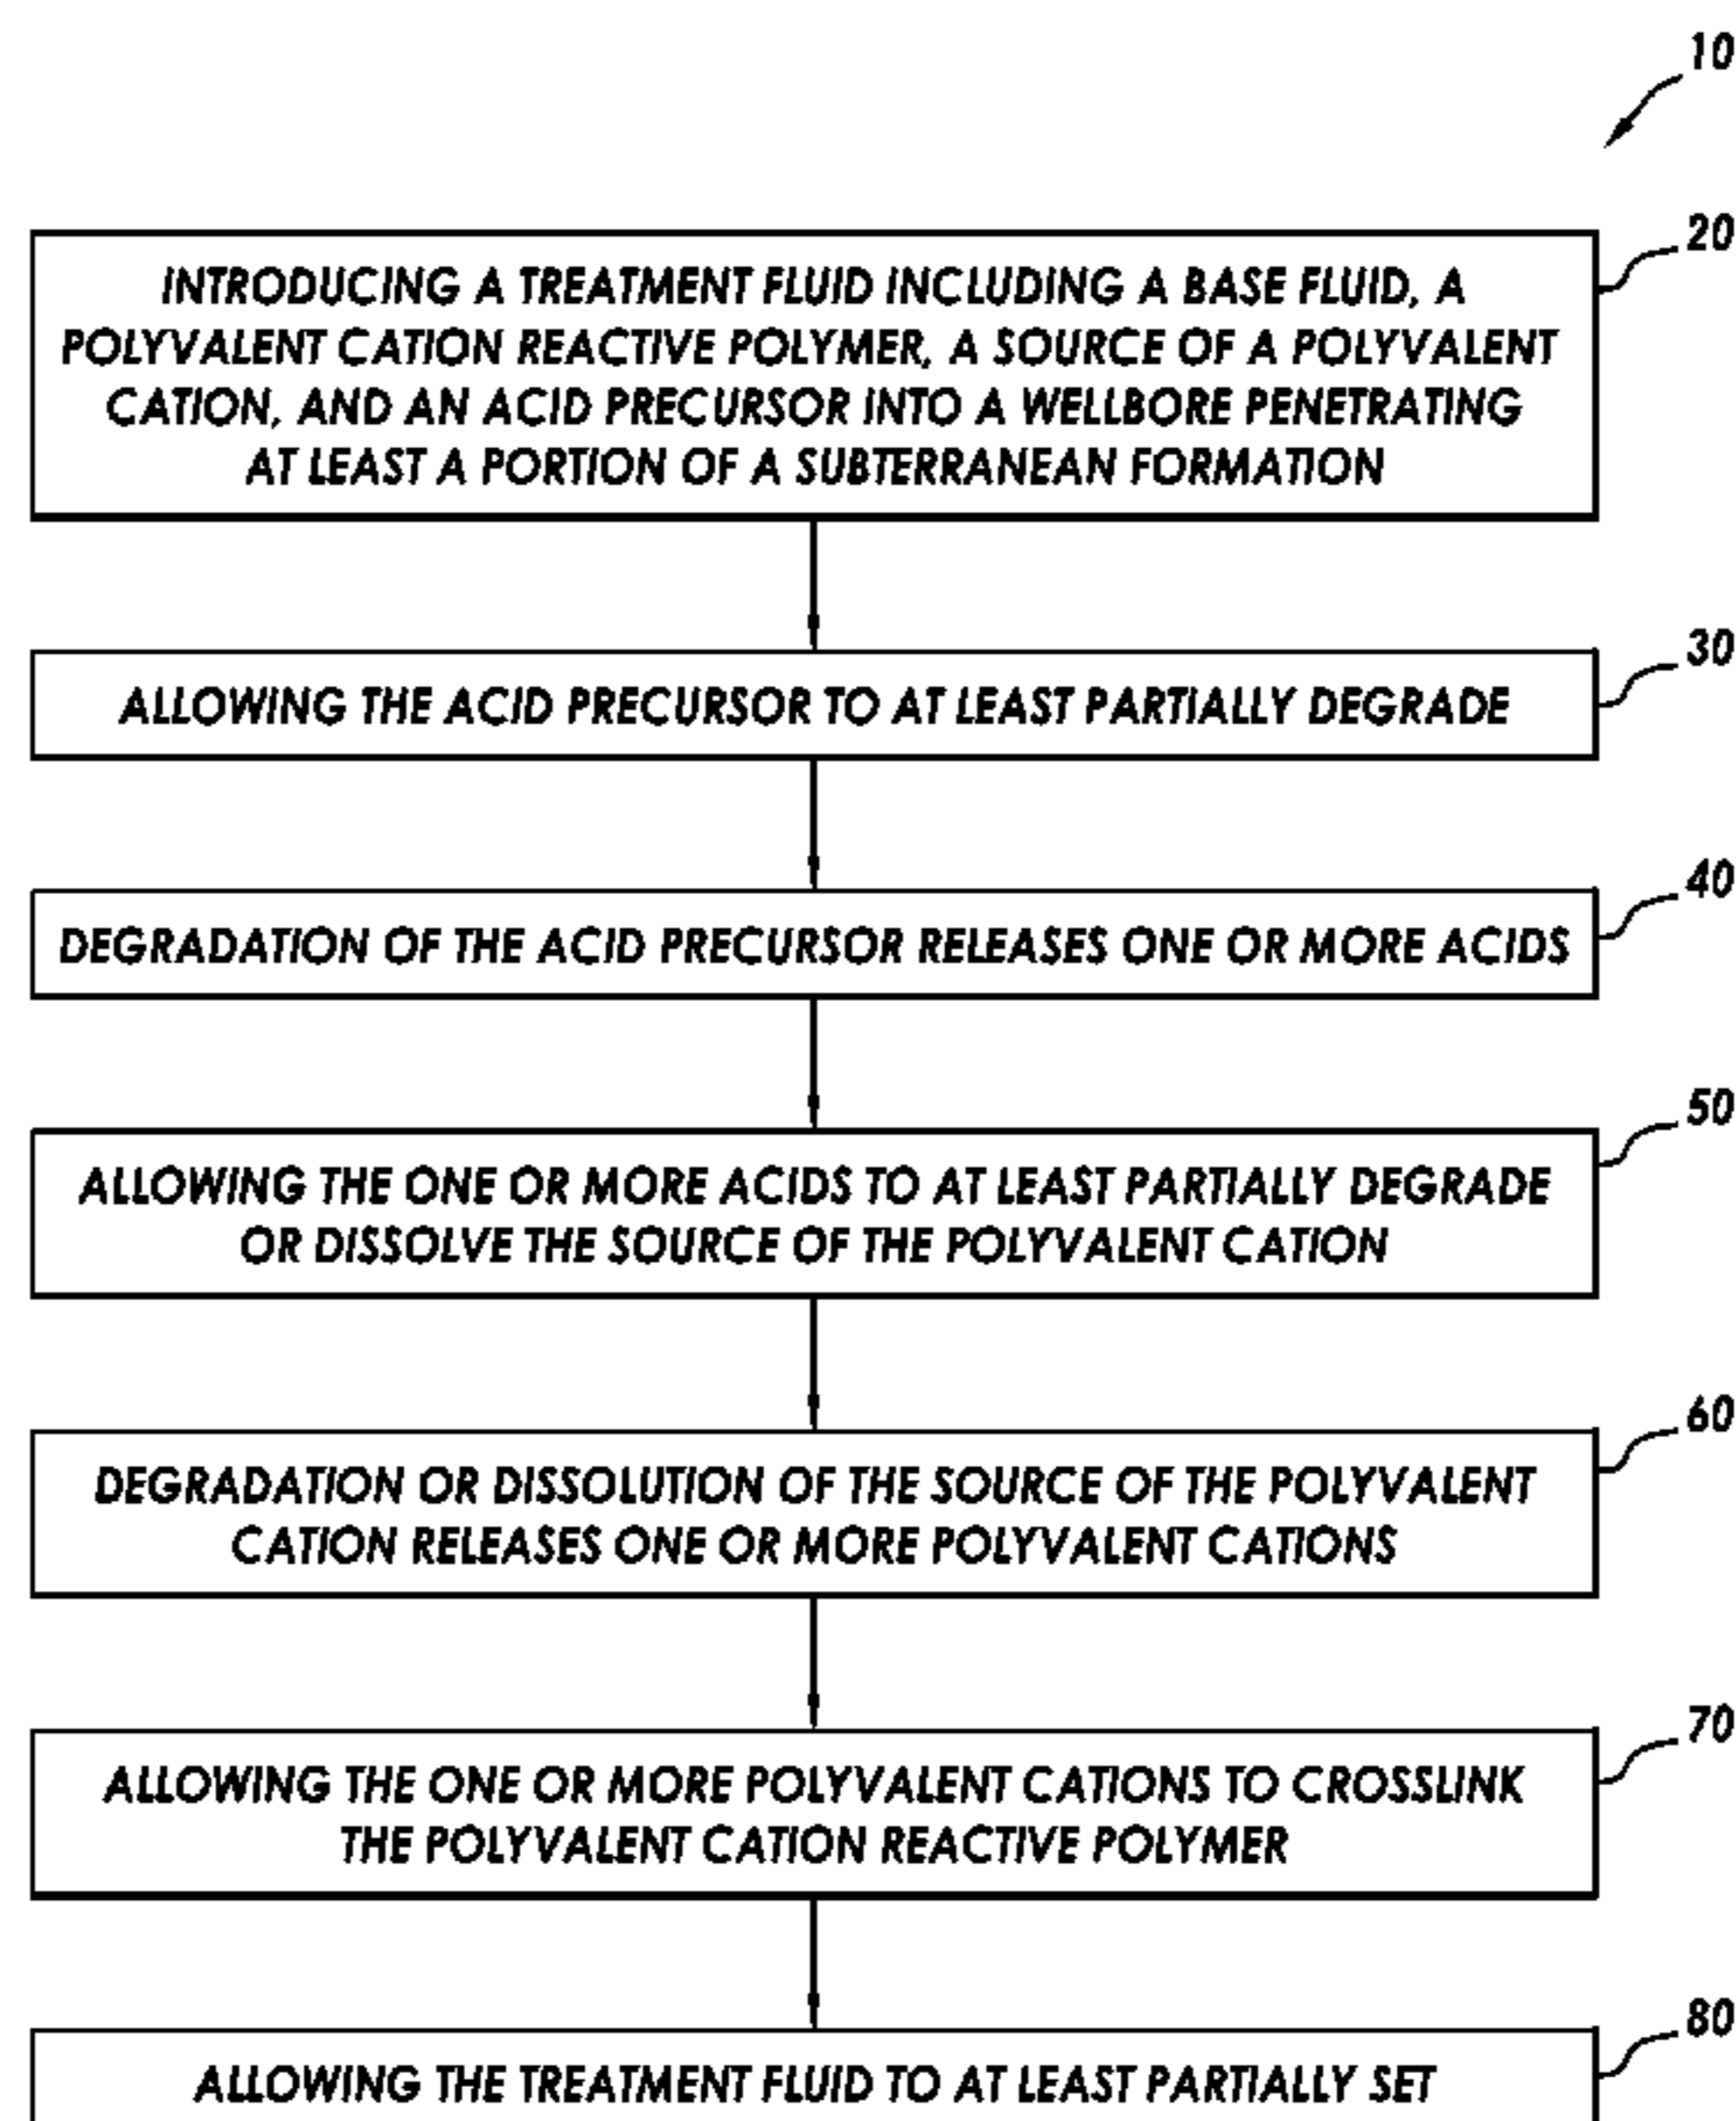 10
20
INTRODUCING A TREATMENT FLUID INCLUDING A BASE FLUID, A
POLYVALENT CATION REACTIVE POLYMER, A SOURCE OF A POLYVALENT
CATION, AND AN ACID PRECURSOR INTO A WELLBORE PENETRATING
AT LEAST A PORTION OF A SUBTERRANEAN FORMATION
30
ALLOWING THE ACID PRECURSOR TO AT LEAST PARTIALLY DEGRADE
40
DEGRADATION OF THE ACID PRECURSOR RELEASES ONE OR MORE ACIDS
50
ALLOWING THE ONE OR MORE ACIDS TO AT LEAST PARTIALLY DEGRADE
OR DISSOLVE THE SOURCE OF THE POLYVALENT CATION
60
DEGRADATION OR DISSOLUTION OF THE SOURCE OF THE POLYVALENT
CATION RELEASES ONE OR MORE POLYVALENT CATIONS
70
ALLOWING THE ONE OR MORE POLYVALENT CATIONS TO CROSSLINK
THE POLYVALENT CATION REACTIVE POLYMER
80
ALLOWING THE TREATMENT FLUID TO AT LEAST PARTIALLY SET